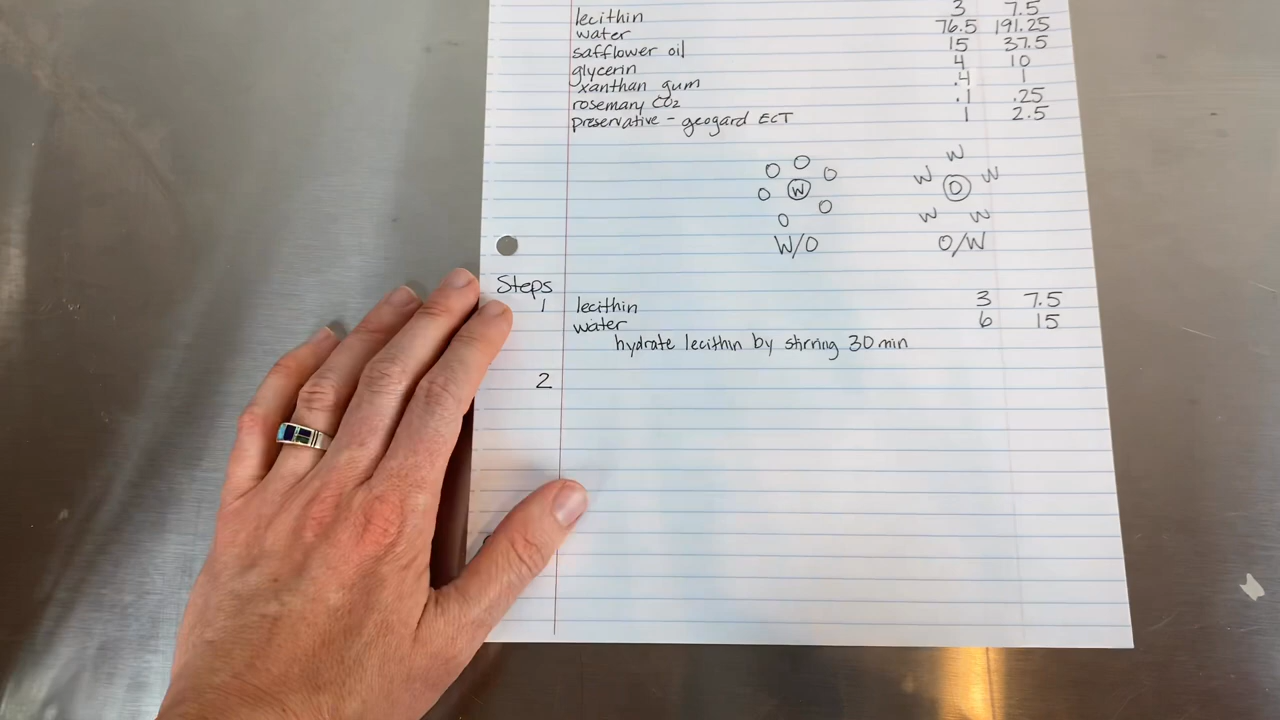 lecithin 3 7.5
water 76.5 191.25
safflower oil 15 37.5
glycerin 4 10
xanthan gum .4 1
rosemary CO2 .1 .25
preservative - geogard ECT 1 2.5
O O O W
O W O W O W
O O W W
W/O O/W
Steps
1 lecithin 3 7.5
water 6 15
hydrate lecithin by stirring 30 min
2